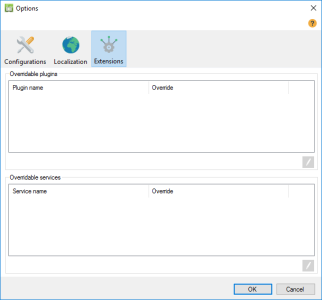 Options
Configurations Localization Extensions
Overridable plugins
Plugin name Override
Overridable services
Service name Override
OK Cancel